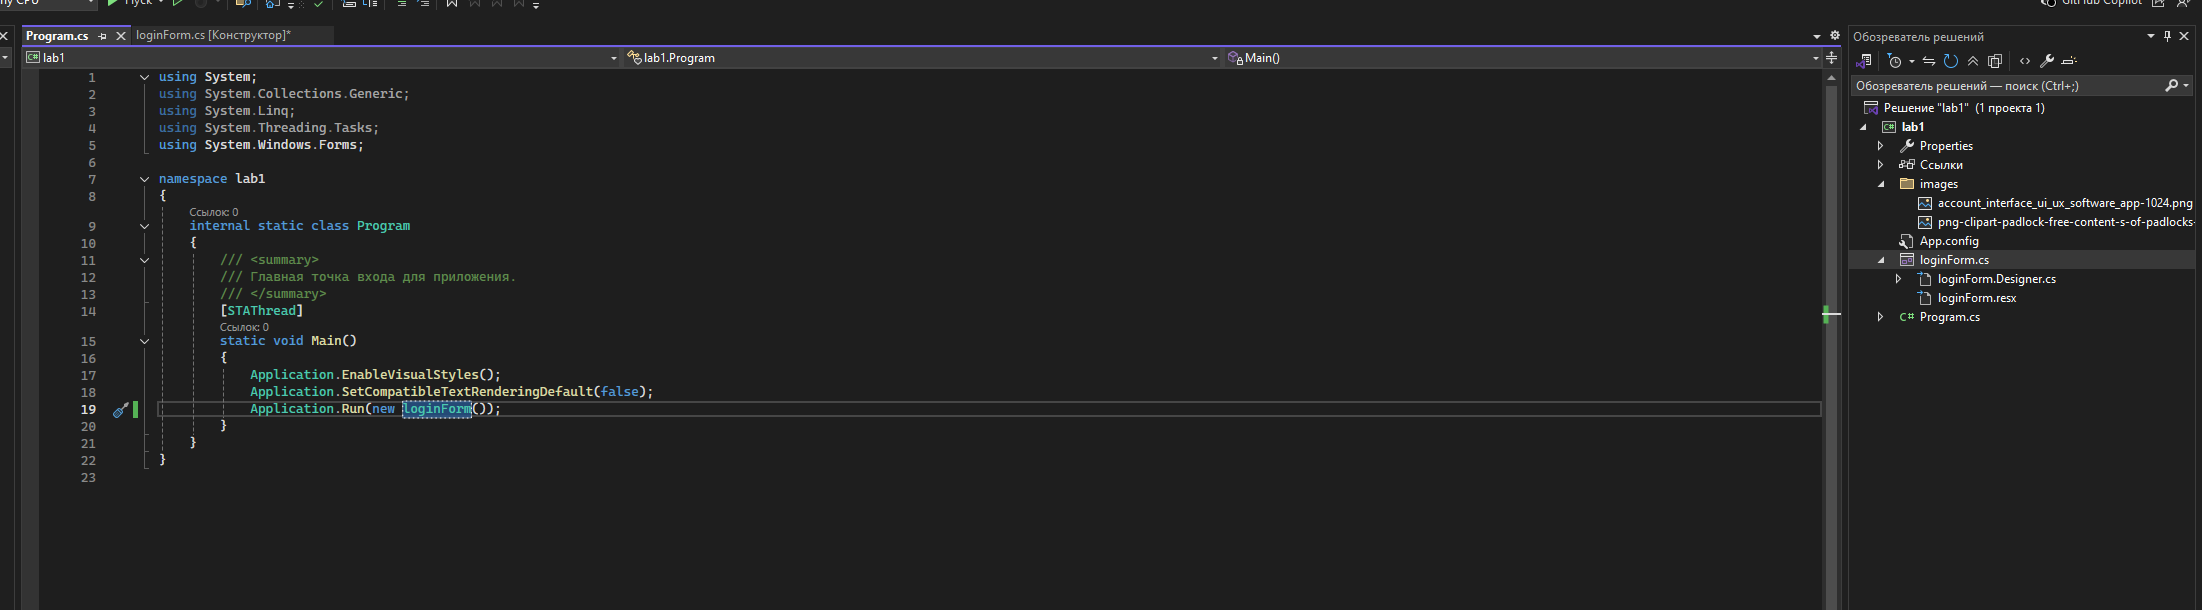 Пуск
GitHub Copilot
Program.cs
loginForm.cs [Конструктор]*
Обозреватель решений
lab1
lab1.Program
Main()
Обозреватель решений — поиск (Ctrl+;)
1 using System;
2 using System.Collections.Generic;
3 using System.Linq;
4 using System.Threading.Tasks;
5 using System.Windows.Forms;
6
7 namespace lab1
8 {
Ссылок: 0
9 internal static class Program
10 {
11 /// <summary>
12 /// Главная точка входа для приложения.
13 /// </summary>
14 [STAThread]
Ссылок: 0
15 static void Main()
16 {
17 Application.EnableVisualStyles();
18 Application.SetCompatibleTextRenderingDefault(false);
19 Application.Run(new loginForm());
20 }
21 }
22 }
23
Решение "lab1" (1 проекта 1)
C# lab1
Properties
Ссылки
images
account_interface_ui_ux_software_app-1024.png
png-clipart-padlock-free-content-s-of-padlocks-
App.config
loginForm.cs
loginForm.Designer.cs
loginForm.resx
C# Program.cs